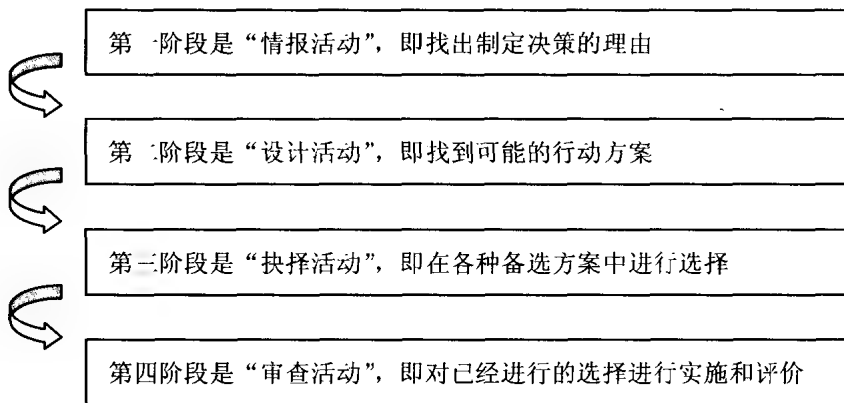 第一阶段是“情报活动”，即找出制定决策的理由
第二阶段是“设计活动”，即找到可能的行动方案
第三阶段是“抉择活动”，即在各种备选方案中进行选择
第四阶段是“审查活动”，即对已经进行的选择进行实施和评价